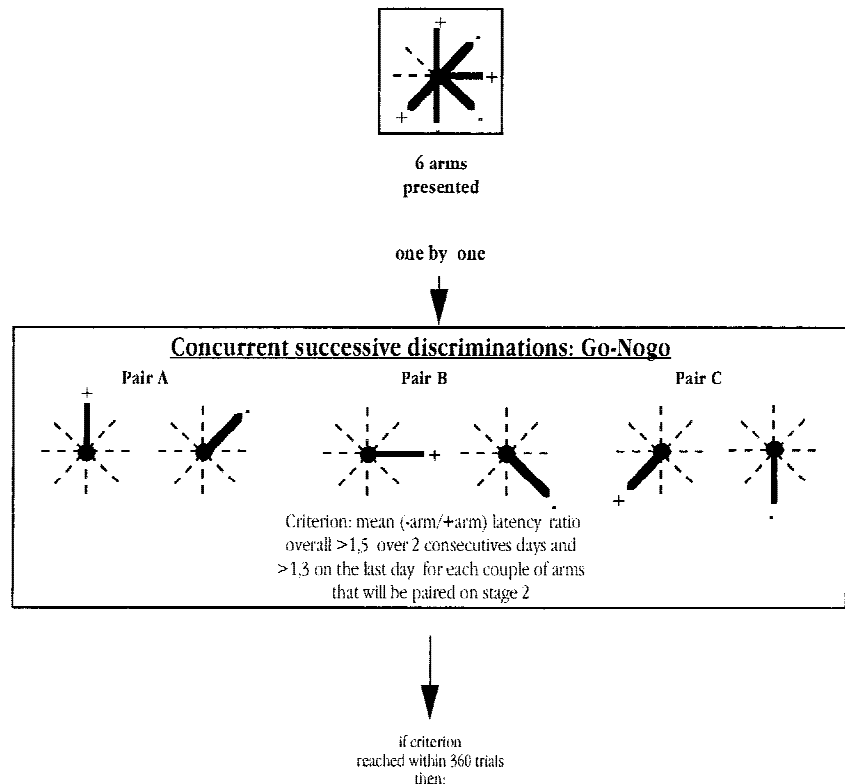 +
-
+
+
-
6 arms
presented
one by one
Concurrent successive discriminations: Go-Nogo
Pair A
Pair B
Pair C
+
-
+
-
+
-
Criterion: mean (-arm/+arm) latency ratio
overall >1,5 over 2 consecutives days and
>1,3 on the last day for each couple of arms
that will be paired on stage 2
if criterion
reached within 360 trials
then: